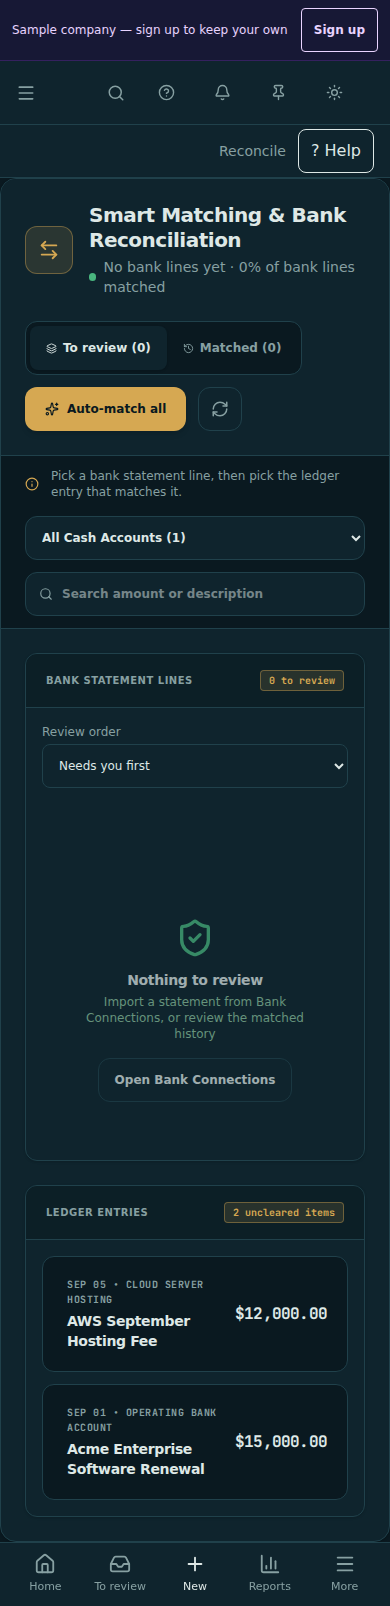 Sample company — sign up to keep your own
Sign up
Reconcile
? Help
Smart Matching & Bank
Reconciliation
No bank lines yet · 0% of bank lines
matched
To review (0)
Matched (0)
Auto-match all
Pick a bank statement line, then pick the ledger
entry that matches it.
All Cash Accounts (1)
Search amount or description
BANK STATEMENT LINES
0 to review
Review order
Needs you first
Nothing to review
Import a statement from Bank
Connections, or review the matched
history
Open Bank Connections
LEDGER ENTRIES
2 uncleared items
SEP 05 • CLOUD SERVER
HOSTING
AWS September
Hosting Fee
$12,000.00
SEP 01 • OPERATING BANK
ACCOUNT
Acme Enterprise
Software Renewal
$15,000.00
Home
To review
New
Reports
More